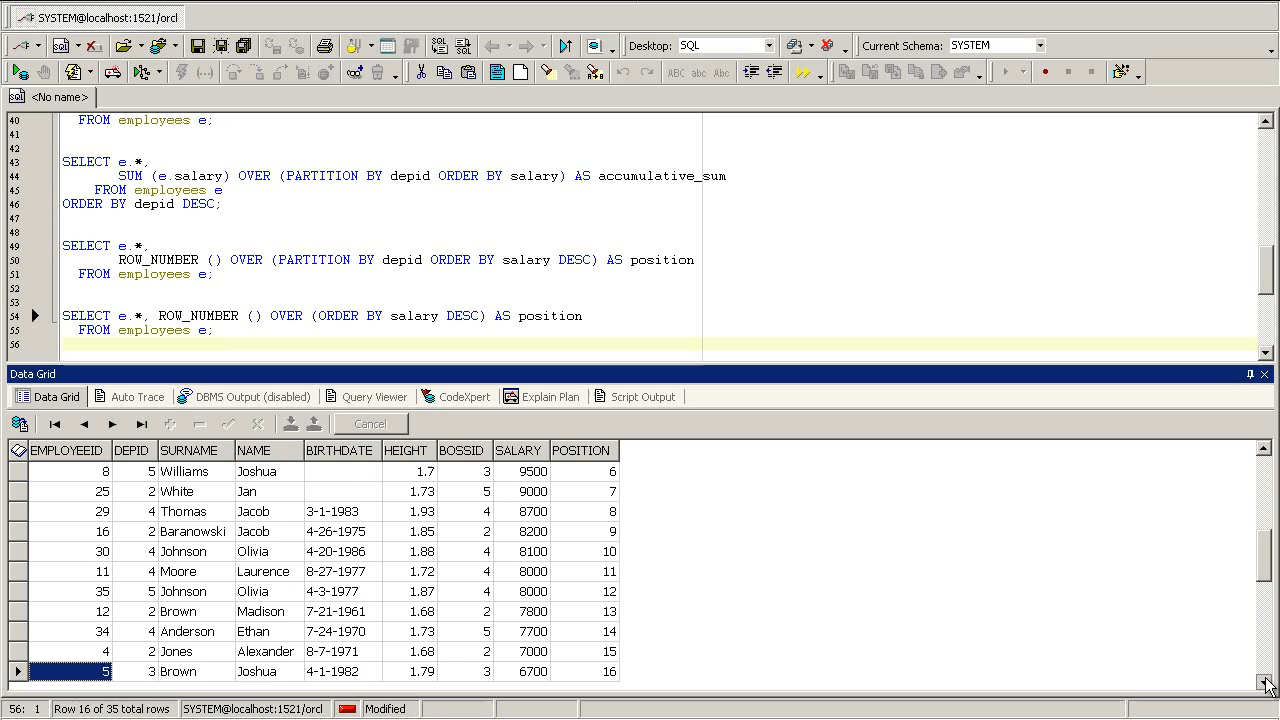 SYSTEM@localhost:1521/orcl
Desktop: SQL Current Schema: SYSTEM
ABC abc Abc
<No name>
40 FROM employees e;
41
42
43 SELECT e.*,
44 SUM (e.salary) OVER (PARTITION BY depid ORDER BY salary) AS accumulative_sum
45 FROM employees e
46 ORDER BY depid DESC;
47
48
49 SELECT e.*,
50 ROW_NUMBER () OVER (PARTITION BY depid ORDER BY salary DESC) AS position
51 FROM employees e;
52
53
54 SELECT e.*, ROW_NUMBER () OVER (ORDER BY salary DESC) AS position
55 FROM employees e;
56
Data Grid
Data Grid Auto Trace DBMS Output (disabled) Query Viewer CodeXpert Explain Plan Script Output
Cancel
EMPLOYEEID DEPID SURNAME NAME BIRTHDATE HEIGHT BOSSID SALARY POSITION
8 5 Williams Joshua 1.7 3 9500 6
25 2 White Jan 1.73 5 9000 7
29 4 Thomas Jacob 3-1-1983 1.93 4 8700 8
16 2 Baranowski Jacob 4-26-1975 1.85 2 8200 9
30 4 Johnson Olivia 4-20-1986 1.88 4 8100 10
11 4 Moore Laurence 8-27-1977 1.72 4 8000 11
35 5 Johnson Olivia 4-3-1977 1.87 4 8000 12
12 2 Brown Madison 7-21-1961 1.68 2 7800 13
34 4 Anderson Ethan 7-24-1970 1.73 5 7700 14
4 2 Jones Alexander 8-7-1971 1.68 2 7000 15
5 3 Brown Joshua 4-1-1982 1.79 3 6700 16
56: 1 Row 16 of 35 total rows SYSTEM@localhost:1521/orcl Modified